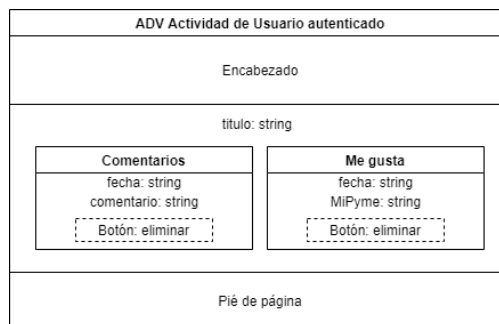 ADV Actividad de Usuario autenticado
Encabezado
titulo: string
Comentarios
fecha: string
comentario: string
Botón: eliminar
Me gusta
fecha: string
MiPyme: string
Botón: eliminar
Pié de página